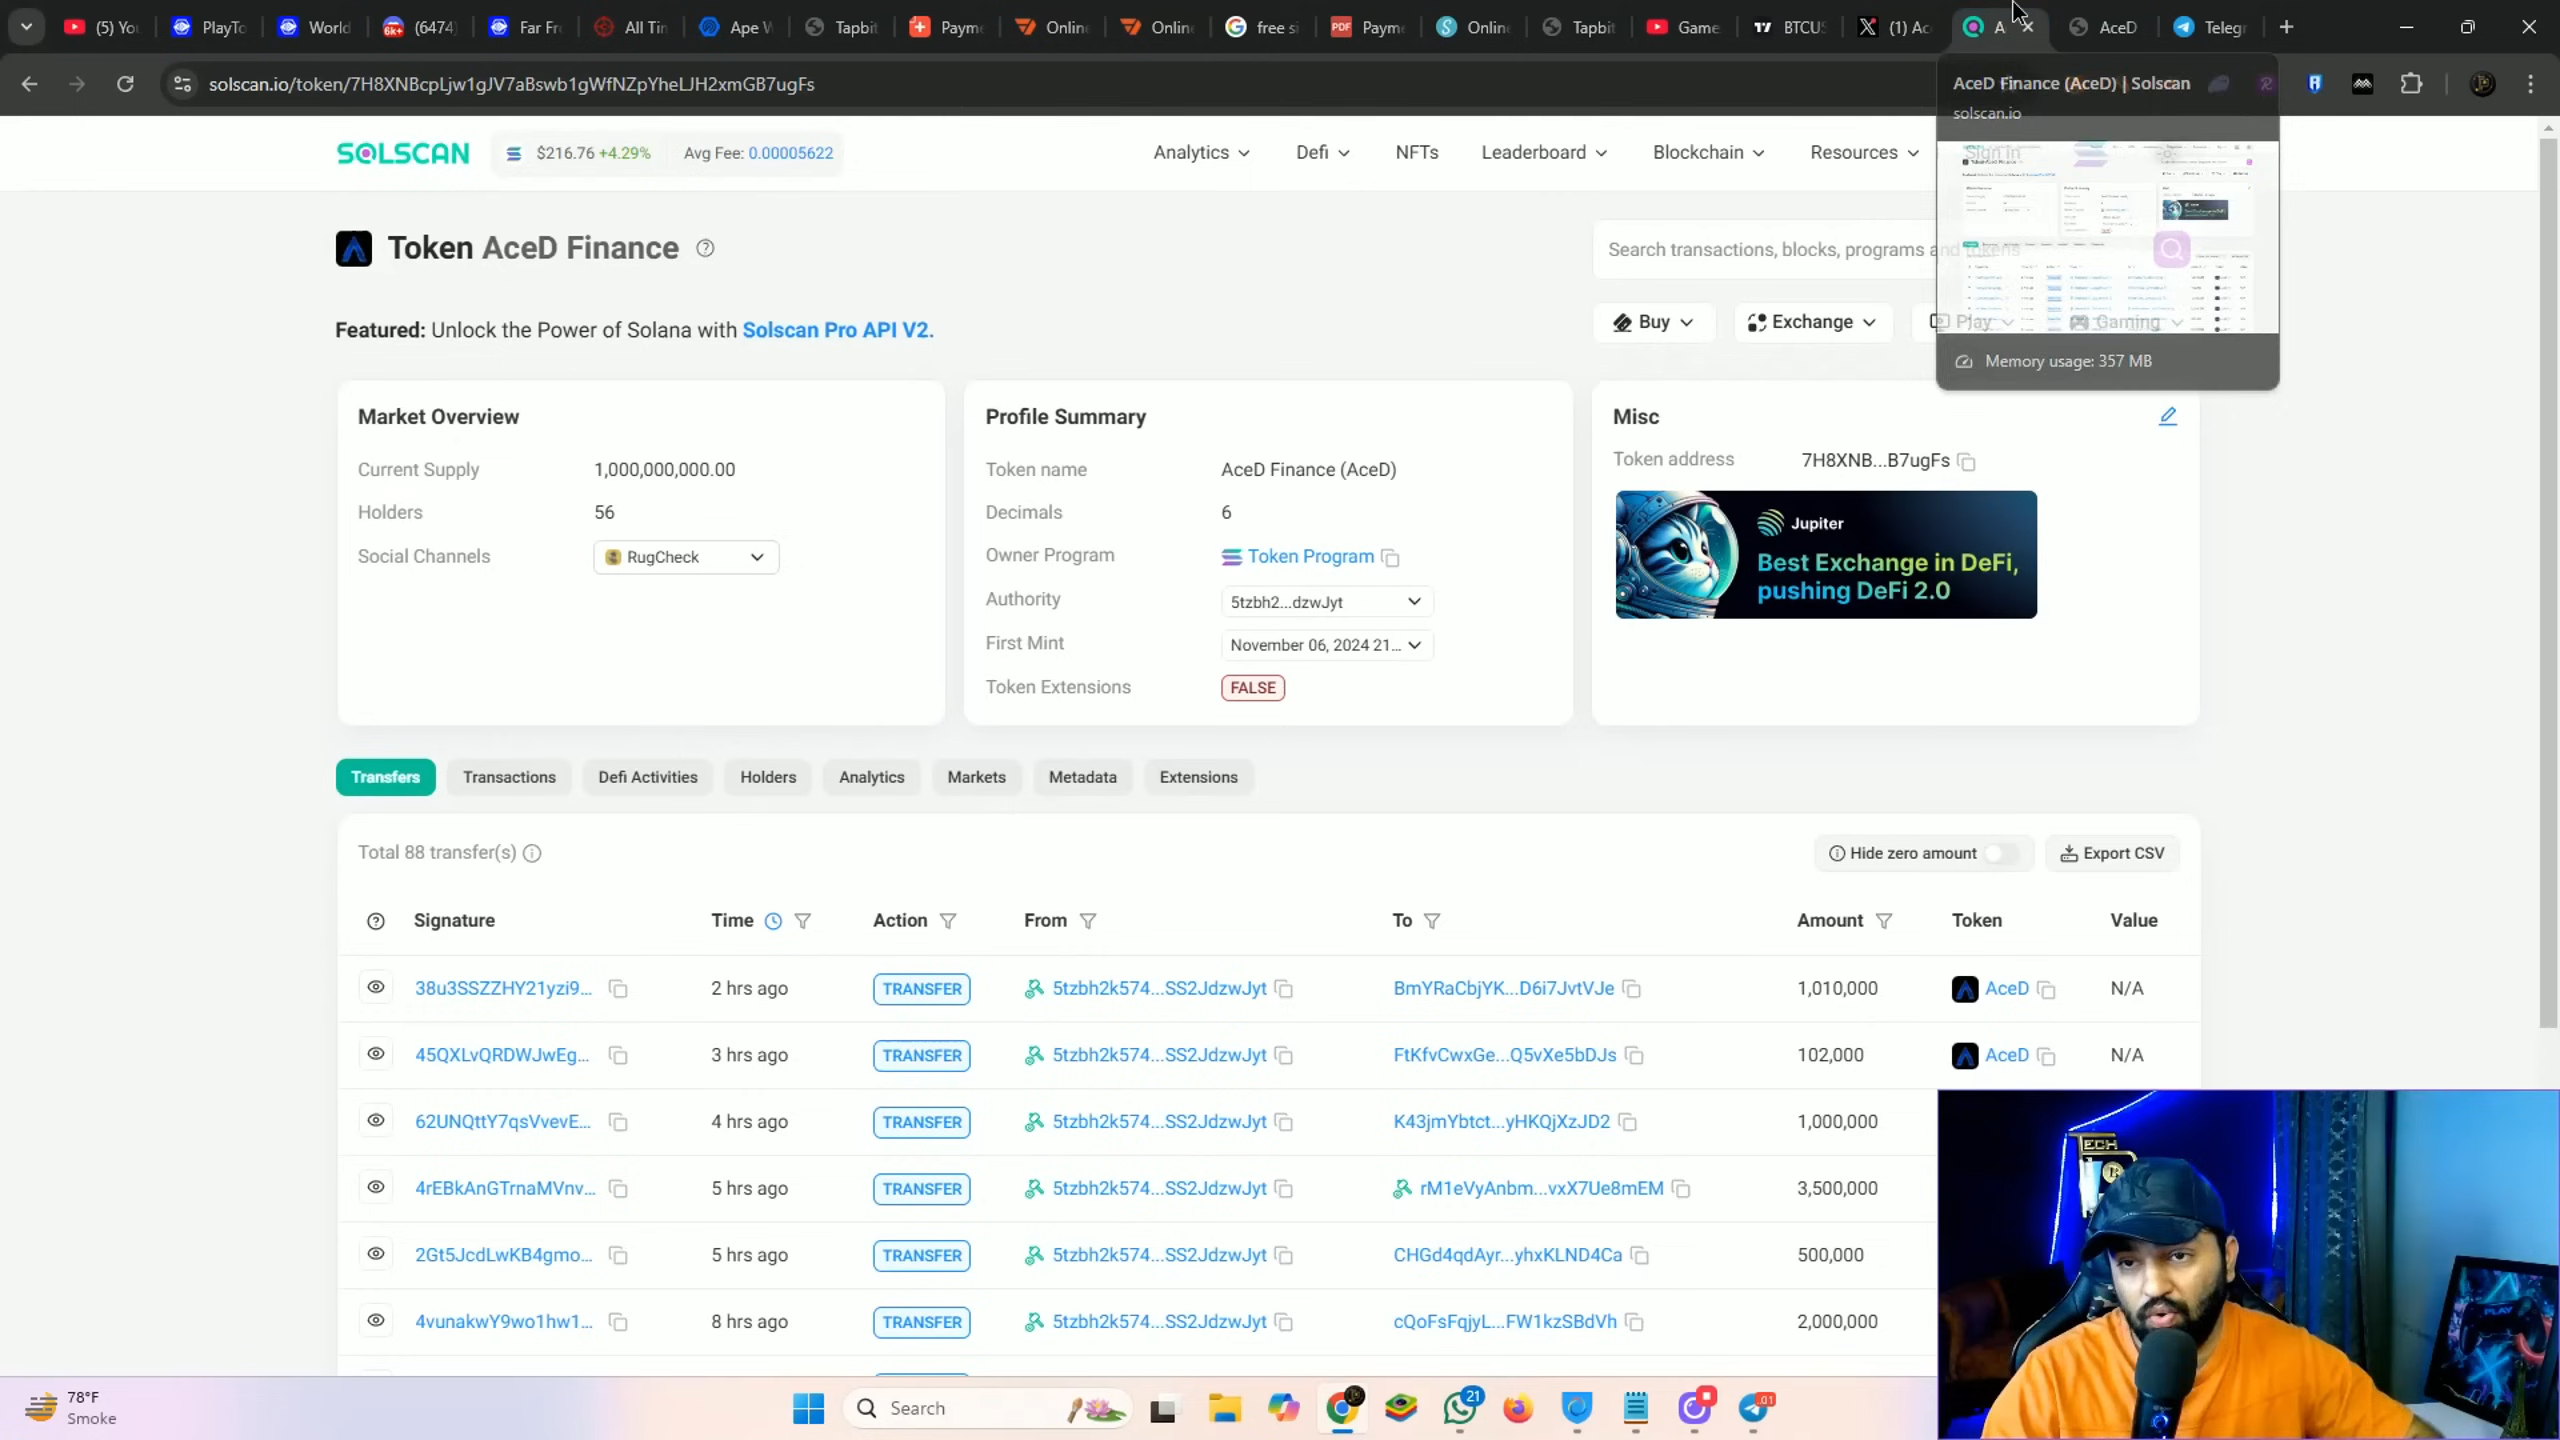 (5) You
PlayTo
World
(6474)
Far Fr
All Tin
Ape W
Tapbit
Payme
Online
Online
free si
Payme
Online
Tapbit
Game
BTCUS
(1) Ac
A
AceD
Telegr
solscan.io/token/7H8XNBcpLjw1gJV7aBswb1gWfNZpYheLJH2xmGB7ugFs
AceD Finance (AceD) | Solscan
solscan.io
SOLSCAN
$216.76 +4.29%
Avg Fee: 0.00005622
Analytics
Defi
NFTs
Leaderboard
Blockchain
Resources
Sign In
Token AceD Finance
Search transactions, blocks, programs and tokens
Featured: Unlock the Power of Solana with Solscan Pro API V2.
Buy
Exchange
Play
Gaming
Memory usage: 357 MB
Market Overview
Current Supply 1,000,000,000.00
Holders 56
Social Channels RugCheck
Profile Summary
Token name AceD Finance (AceD)
Decimals 6
Owner Program Token Program
Authority 5tzbh2...dzwJyt
First Mint November 06, 2024 21...
Token Extensions FALSE
Misc
Token address 7H8XNB...B7ugFs
Jupiter
Best Exchange in DeFi,
pushing DeFi 2.0
Transfers Transactions Defi Activities Holders Analytics Markets Metadata Extensions
Total 88 transfer(s)
Hide zero amount
Export CSV
Signature Time Action From To Amount Token Value
38u3SSZZHY21yzi9... 2 hrs ago TRANSFER 5tzbh2k574...SS2JdzwJyt BmYRaCbjYK...D6i7JvtVJe 1,010,000 AceD N/A
45QXLvQRDWJwEg... 3 hrs ago TRANSFER 5tzbh2k574...SS2JdzwJyt FtKfvCwxGe...Q5vXe5bDJs 102,000 AceD N/A
62UNQttY7qsVvevE... 4 hrs ago TRANSFER 5tzbh2k574...SS2JdzwJyt K43jmYbtct...yHKQjXzJD2 1,000,000
4rEBkAnGTrnaMVnv... 5 hrs ago TRANSFER 5tzbh2k574...SS2JdzwJyt rM1eVyAnbm...vxX7Ue8mEM 3,500,000
2Gt5JcdLwKB4gmo... 5 hrs ago TRANSFER 5tzbh2k574...SS2JdzwJyt CHGd4qdAyr...yhxKLND4Ca 500,000
4vunakwY9wo1hw1... 8 hrs ago TRANSFER 5tzbh2k574...SS2JdzwJyt cQoFsFqjyL...FW1kzSBdVh 2,000,000
TECH
PLAY
78°F
Smoke
Search
21